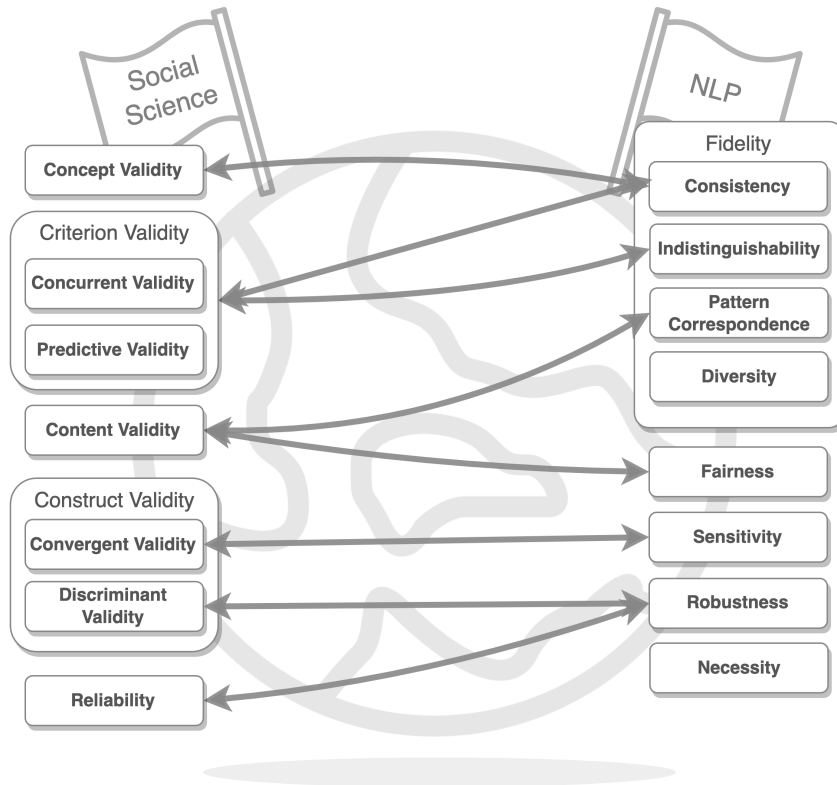 Social
Science
NLP
Concept Validity
Criterion Validity
Concurrent Validity
Predictive Validity
Content Validity
Construct Validity
Convergent Validity
Discriminant
Validity
Reliability
Fidelity
Consistency
Indistinguishability
Pattern
Correspondence
Diversity
Fairness
Sensitivity
Robustness
Necessity